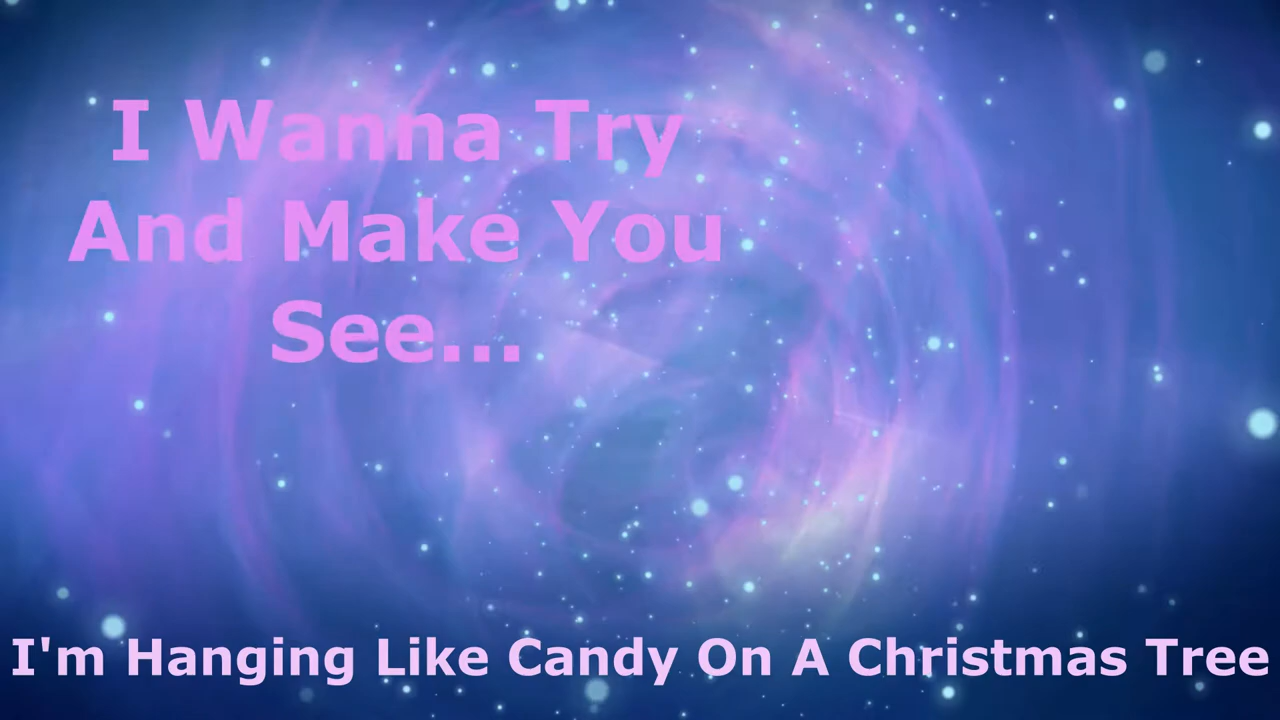 I Wanna Try
And Make You
See...
I'm Hanging Like Candy On A Christmas Tree